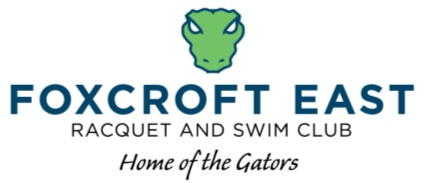 FOXCROFT EAST
RACQUET AND SWIM CLUB
Home of the Gators